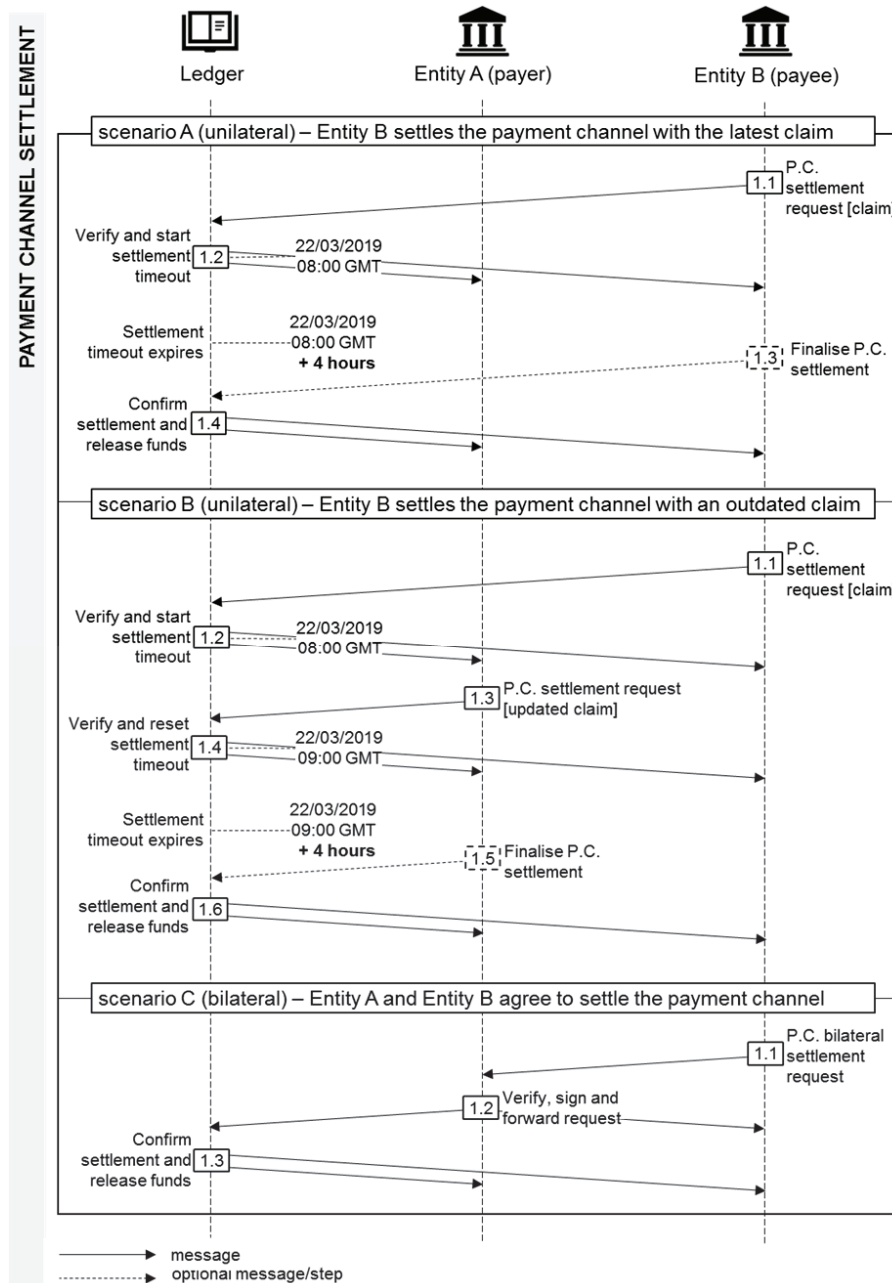 PAYMENT CHANNEL SETTLEMENT
Ledger
Entity A (payer)
Entity B (payee)
scenario A (unilateral) – Entity B settles the payment channel with the latest claim
1.1
P.C.
settlement
request [claim]
Verify and start
settlement
timeout
1.2
22/03/2019
08:00 GMT
Settlement
timeout expires
22/03/2019
08:00 GMT
+ 4 hours
1.3
Finalise P.C.
settlement
Confirm
settlement and
release funds
1.4
scenario B (unilateral) – Entity B settles the payment channel with an outdated claim
1.1
P.C.
settlement
request [claim
Verify and start
settlement
timeout
1.2
22/03/2019
08:00 GMT
1.3
P.C. settlement request
[updated claim]
Verify and reset
settlement
timeout
1.4
22/03/2019
09:00 GMT
Settlement
timeout expires
22/03/2019
09:00 GMT
+ 4 hours
1.5
Finalise P.C.
settlement
Confirm
settlement and
release funds
1.6
scenario C (bilateral) – Entity A and Entity B agree to settle the payment channel
1.1
P.C. bilateral
settlement
request
1.2
Verify, sign and
forward request
Confirm
settlement and
release funds
1.3
message
optional message/step